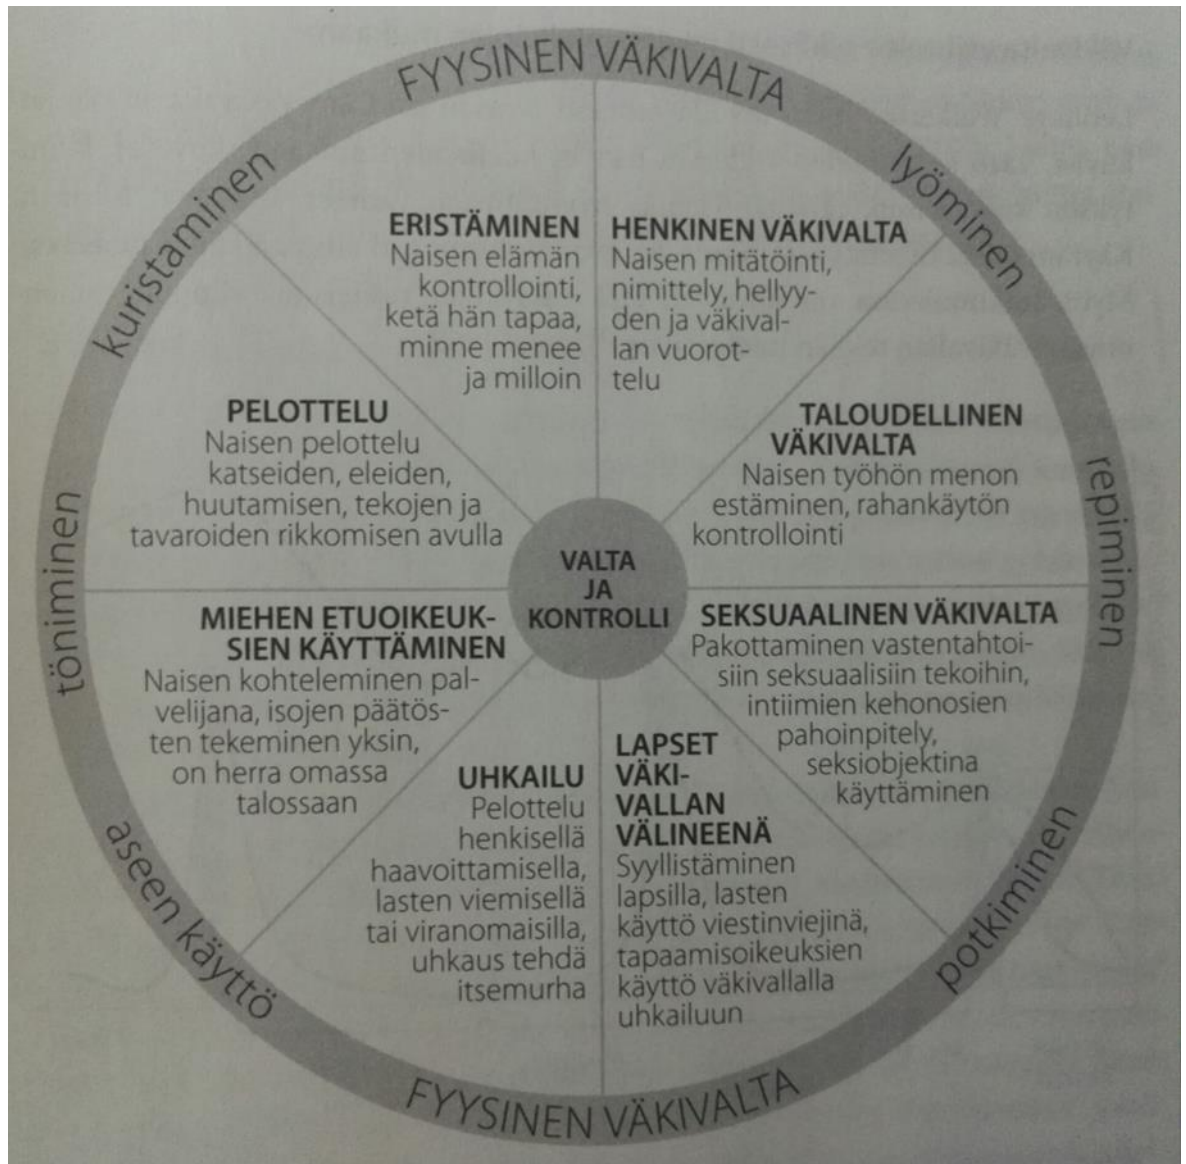 FYYSINEN VÄKIVALTA
lyöminen
repiminen
potkiminen
FYYSINEN VÄKIVALTA
aseen käyttö
töniminen
kuristaminen
HENKINEN VÄKIVALTA
Naisen mitätöinti,
nimittely, hellyy-
den ja väkival-
lan vuorot-
telu
TALOUDELLINEN
VÄKIVALTA
Naisen työhön menon
estäminen, rahankäytön
kontrollointi
SEKSUAALINEN VÄKIVALTA
Pakottaminen vastentahtoi-
siin seksuaalisiin tekoihin,
intiimien kehonosien
pahoinpitely,
seksiobjektina
käyttäminen
LAPSET
VÄKI-
VALLAN
VÄLINEENÄ
Syyllistäminen
lapsilla, lasten
käyttö viestinviejinä,
tapaamisoikeuksien
käyttö väkivallalla
uhkailuun
UHKAILU
Pelottelu
henkisellä
haavoittamisella,
lasten viemisellä
tai viranomaisilla,
uhkaus tehdä
itsemurha
MIEHEN ETUOIKEUK-
SIEN KÄYTTÄMINEN
Naisen kohteleminen pal-
velijana, isojen päätös-
ten tekeminen yksin,
on herra omassa
talossaan
PELOTTELU
Naisen pelottelu
katseiden, eleiden,
huutamisen, tekojen ja
tavaroiden rikkomisen avulla
ERISTÄMINEN
Naisen elämän
kontrollointi,
ketä hän tapaa,
minne menee
ja milloin
VALTA
JA
KONTROLLI